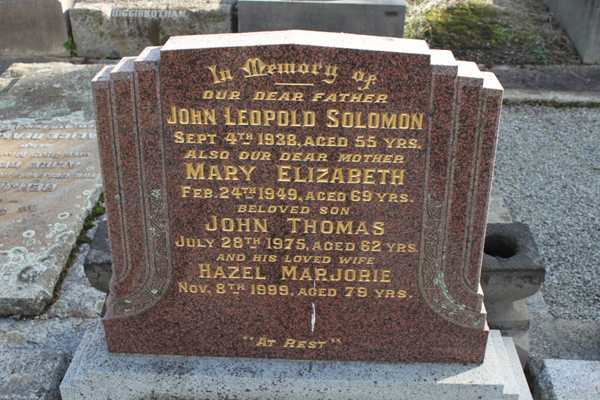 HIGGINBOTHAM
In Memory of
OUR DEAR FATHER
JOHN LEOPOLD SOLOMON
SEPT 4TH 1938, AGED 55 YRS.
ALSO OUR DEAR MOTHER
MARY ELIZABETH
FEB. 24TH 1949, AGED 69 YRS.
BELOVED SON
JOHN THOMAS
JULY 28TH 1975, AGED 62 YRS.
AND HIS LOVED WIFE
HAZEL MARJORIE
NOV. 8TH 1999, AGED 79 YRS.
"AT REST"